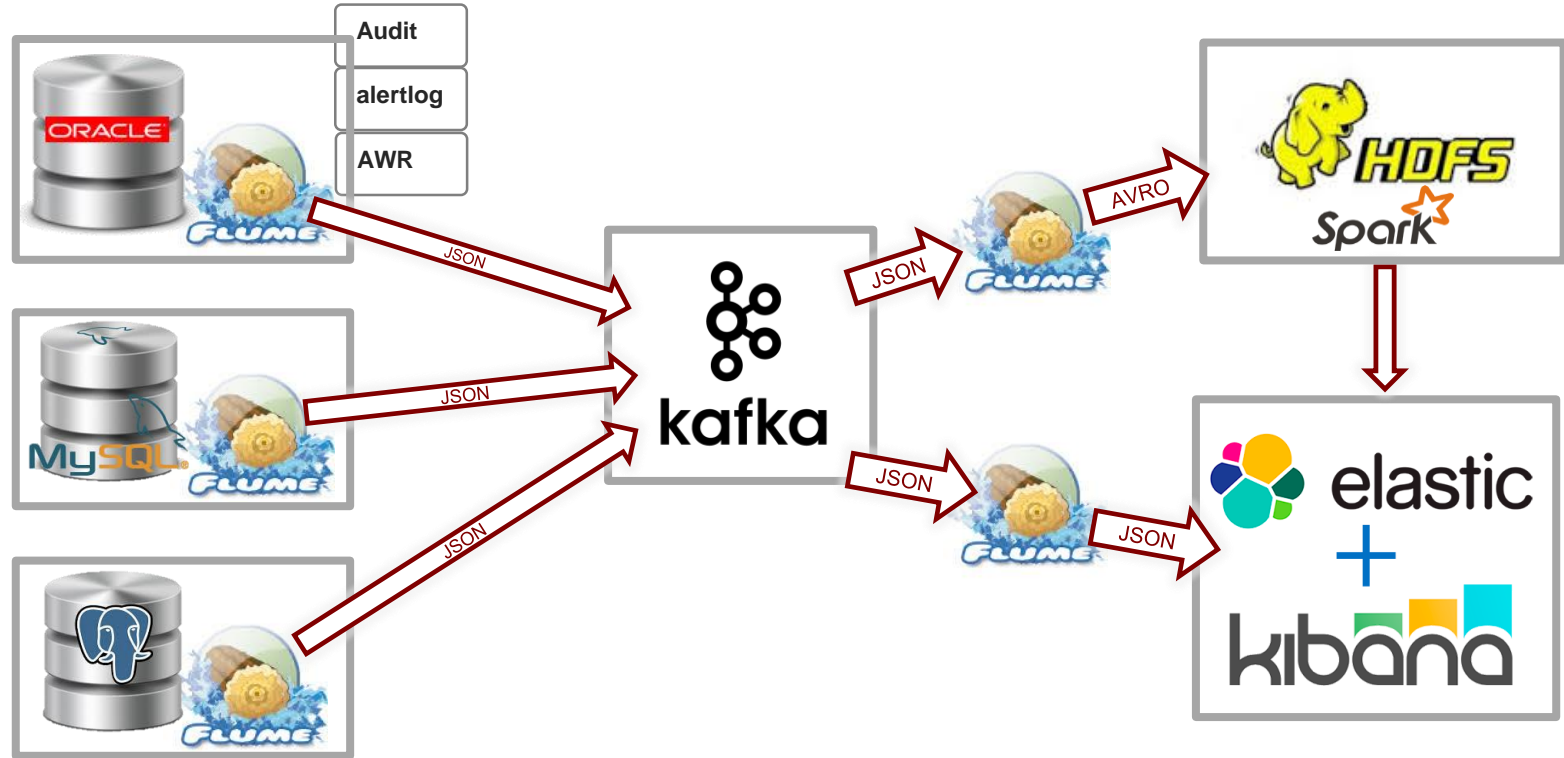 Audit
alertlog
AWR
ORACLE
FLUME
JSON
MySQL
FLUME
JSON
FLUME
JSON
kafka
JSON
FLUME
AVRO
HDFS
Spark
JSON
FLUME
JSON
elastic
+
kibana